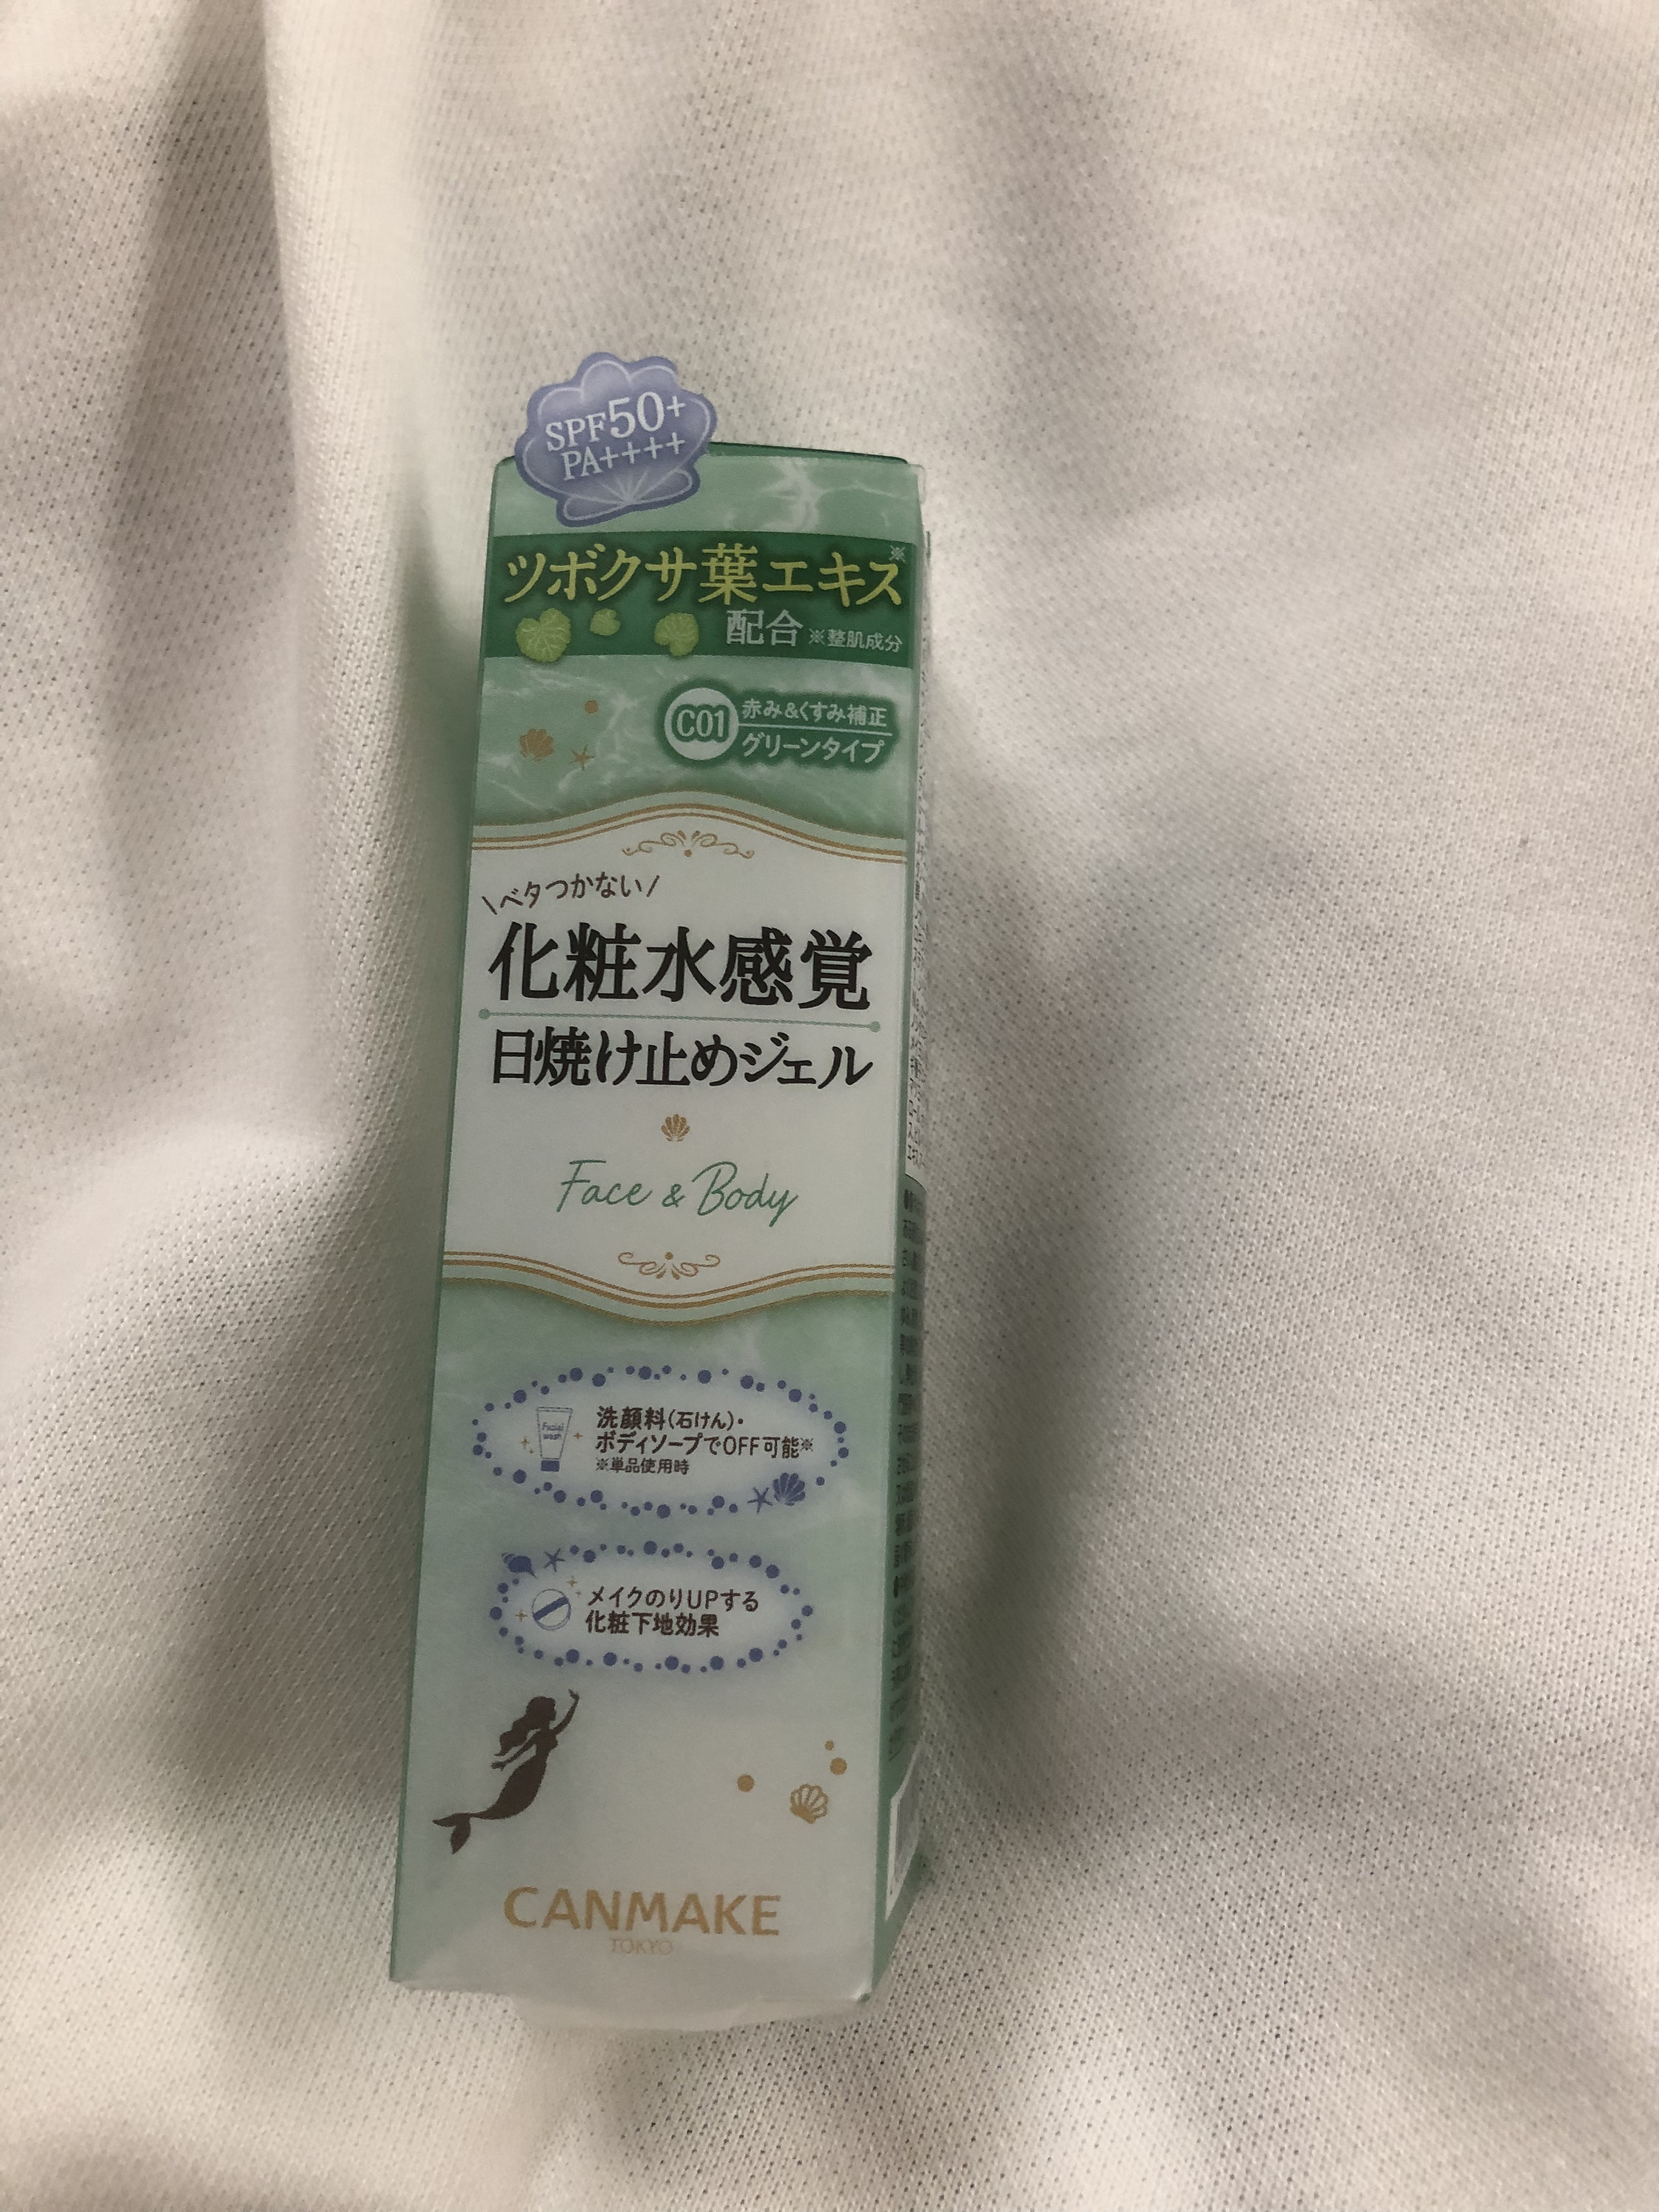 SPF50+
PA++++
ツボクサ葉エキス※
配合 ※整肌成分
C01
赤み&くすみ補正
グリーンタイプ
\ベタつかない/
化粧水感覚
日焼け止めジェル
Face & Body
Facial
wash
洗顔料(石けん)・
ボディソープでOFF可能※
※単品使用時
メイクのりUPする
化粧下地効果
CANMAKE
TOKYO